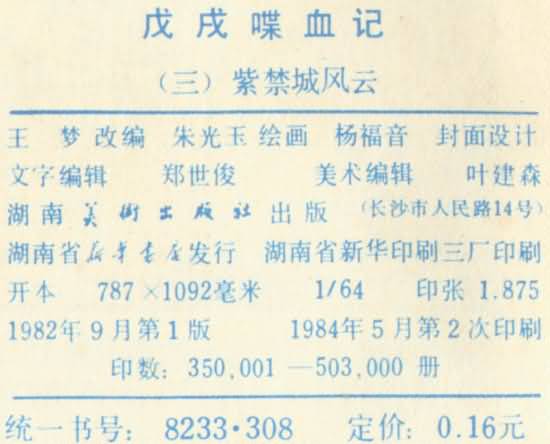 戊戌喋血记
（三）紫禁城风云
王 梦 改编 朱光玉 绘画 杨福音 封面设计
文字编辑 郑世俊 美术编辑 叶建森
湖南美术出版社出版 （长沙市人民路14号）
湖南省新华书店发行 湖南省新华印刷三厂印刷
开本 787×1092毫米 1/64 印张 1.875
1982年9月第1版 1984年5月第2次印刷
印数：350,001—503,000 册
统一书号：8233·308 定价：0.16元